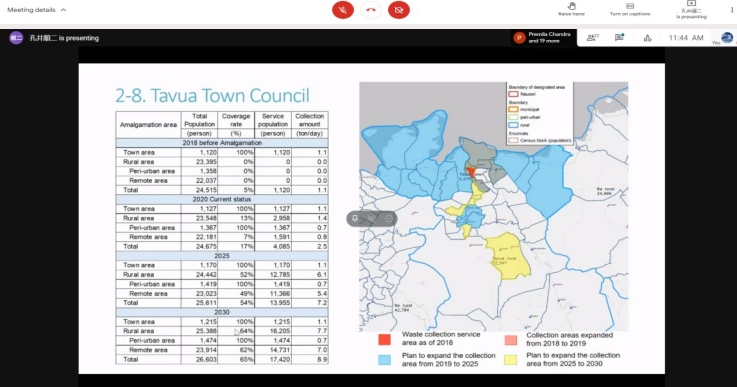 Meeting details
Raise hand
Turn on captions
孔井順二
is presenting
孔井順二 is presenting
P
Premila Chandra
and 19 more
22
11:44 AM
You
2-8. Tavua Town Council
Amalgamation area Total Population Coverage rate Service population Collection amount
(person) (%) (person) (ton/day)
2018 before Amalgamation
Town area 1,120 100% 1,120 1.1
Rural area 23,395 0% 0 0.0
Peri-urban area 1,358 0% 0 0.0
Remote area 22,037 0% 0 0.0
Total 24,515 5% 1,120 1.1
2020 Current status
Town area 1,127 100% 1,127 1.1
Rural area 23,548 13% 2,958 1.4
Peri-urban area 1,367 100% 1,367 0.7
Remote area 22,181 7% 1,591 0.8
Total 24,675 17% 4,085 2.5
2025
Town area 1,170 100% 1,170 1.1
Rural area 24,442 52% 12,785 6.1
Peri-urban area 1,419 100% 1,419 0.7
Remote area 23,023 49% 11,366 5.4
Total 25,611 54% 13,955 7.2
2030
Town area 1,215 100% 1,215 1.1
Rural area 25,388 64% 16,205 7.7
Peri-urban area 1,474 100% 1,474 0.7
Remote area 23,914 62% 14,731 7.0
Total 26,603 65% 17,420 8.9
Boundary of designated area
Nausori
Boundary
municipal
peri-urban
rural
Census block (population)
Ba rural
Tavua rural
Ba rural
Waste collection service area as of 2018
Collection areas expanded from 2018 to 2019
Plan to expand the collection area from 2019 to 2025
Plan to expand the collection area from 2025 to 2030